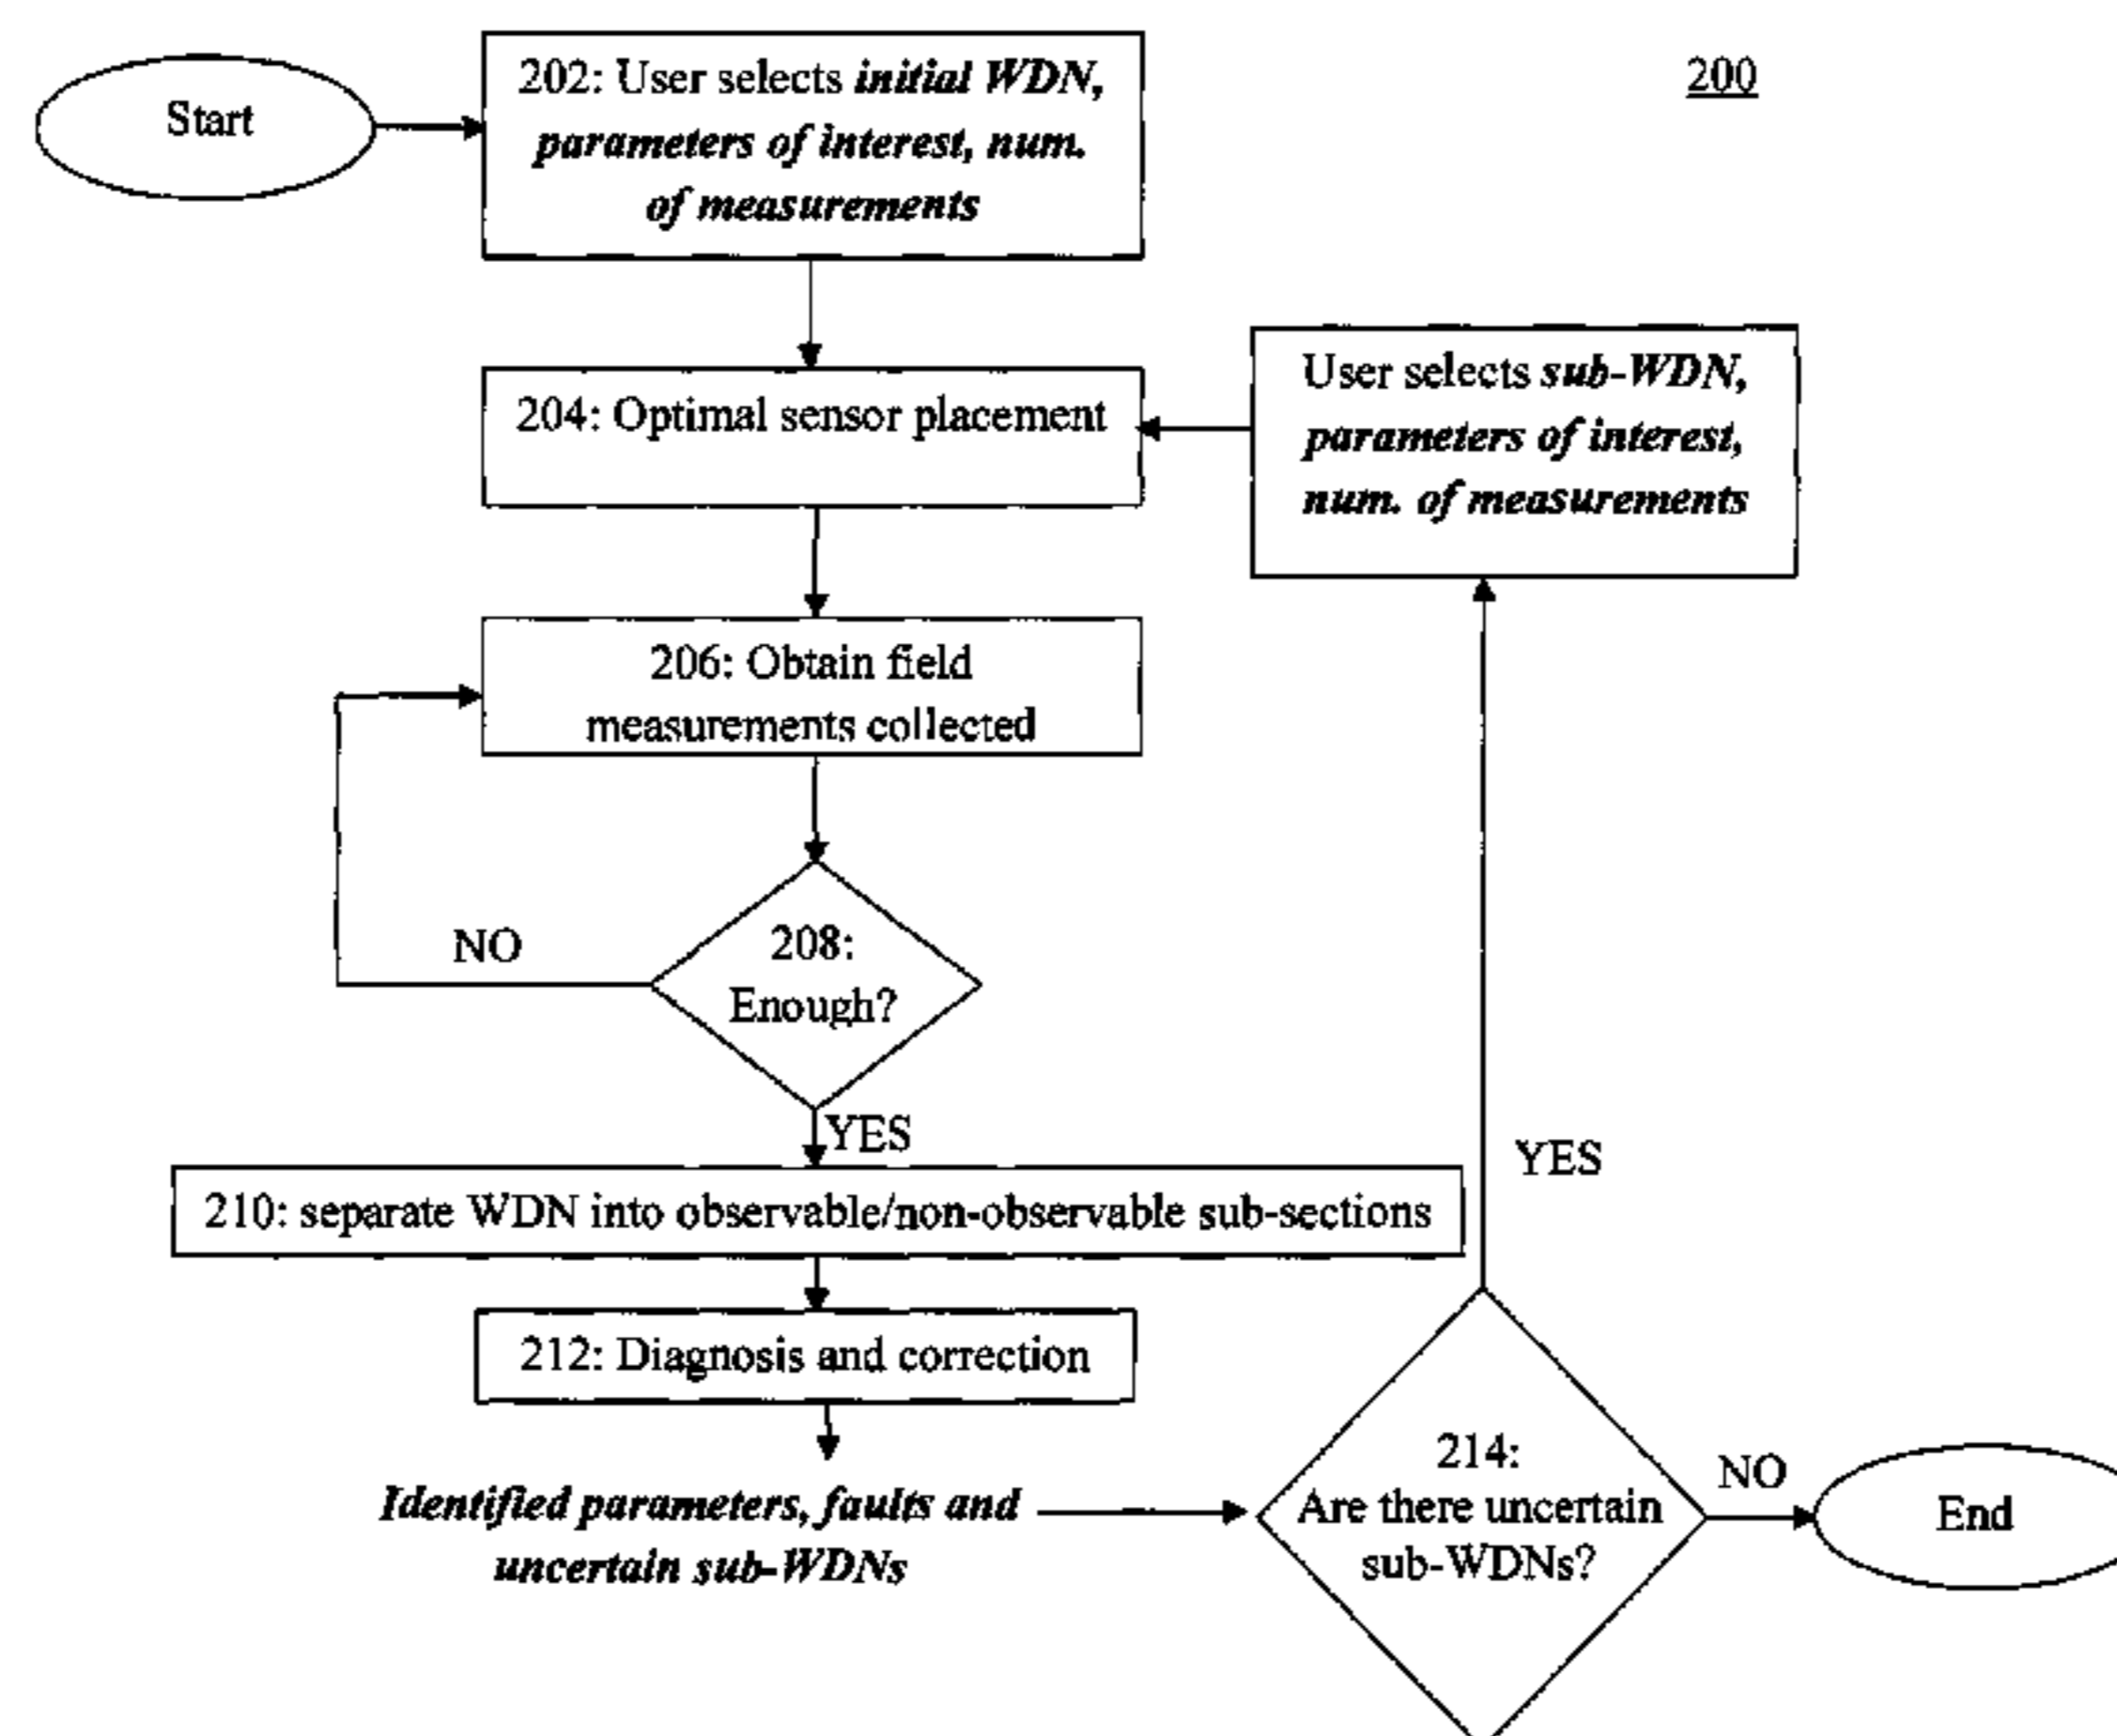 Start
202: User selects initial WDN,
parameters of interest, num.
of measurements
200
204: Optimal sensor placement
User selects sub-WDN,
parameters of interest,
num. of measurements
206: Obtain field
measurements collected
208:
Enough?
NO
YES
210: separate WDN into observable/non-observable sub-sections
YES
212: Diagnosis and correction
Identified parameters, faults and
uncertain sub-WDNs
214:
Are there uncertain
sub-WDNs?
NO
End